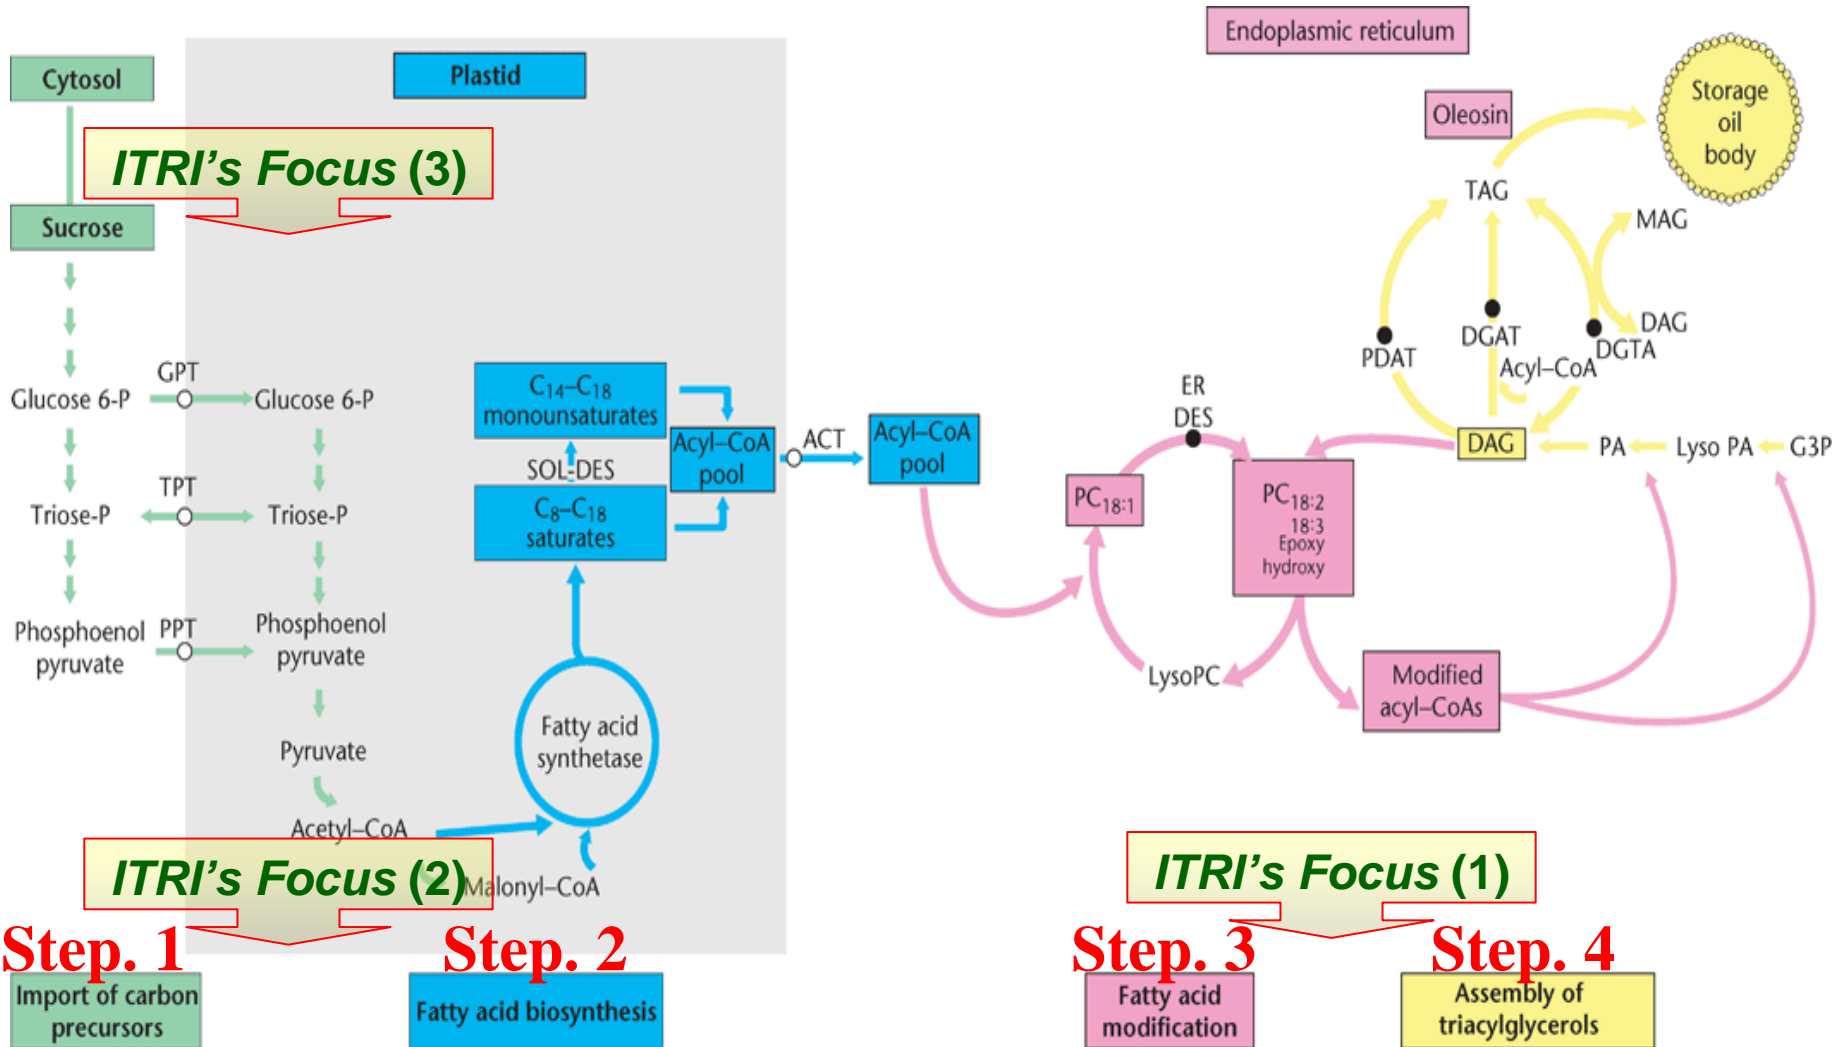 Cytosol
Plastid
Endoplasmic reticulum
ITRI's Focus (3)
Sucrose
Glucose 6-P
GPT
Glucose 6-P
Triose-P
TPT
Triose-P
Phosphoenol
pyruvate
PPT
Phosphoenol
pyruvate
Pyruvate
Acetyl–CoA
Malonyl–CoA
Fatty acid
synthetase
C8–C18
saturates
SOL-DES
C14–C18
monounsaturates
Acyl–CoA
pool
ACT
Acyl–CoA
pool
PC18:1
ER
DES
PC18:2
18:3
Epoxy
hydroxy
LysoPC
Modified
acyl–CoAs
Oleosin
Storage
oil
body
TAG
MAG
DAG
PDAT
DGAT
DGTA
Acyl–CoA
DAG
PA
Lyso PA
G3P
ITRI's Focus (2)
ITRI's Focus (1)
Step. 1
Step. 2
Step. 3
Step. 4
Import of carbon
precursors
Fatty acid biosynthesis
Fatty acid
modification
Assembly of
triacylglycerols